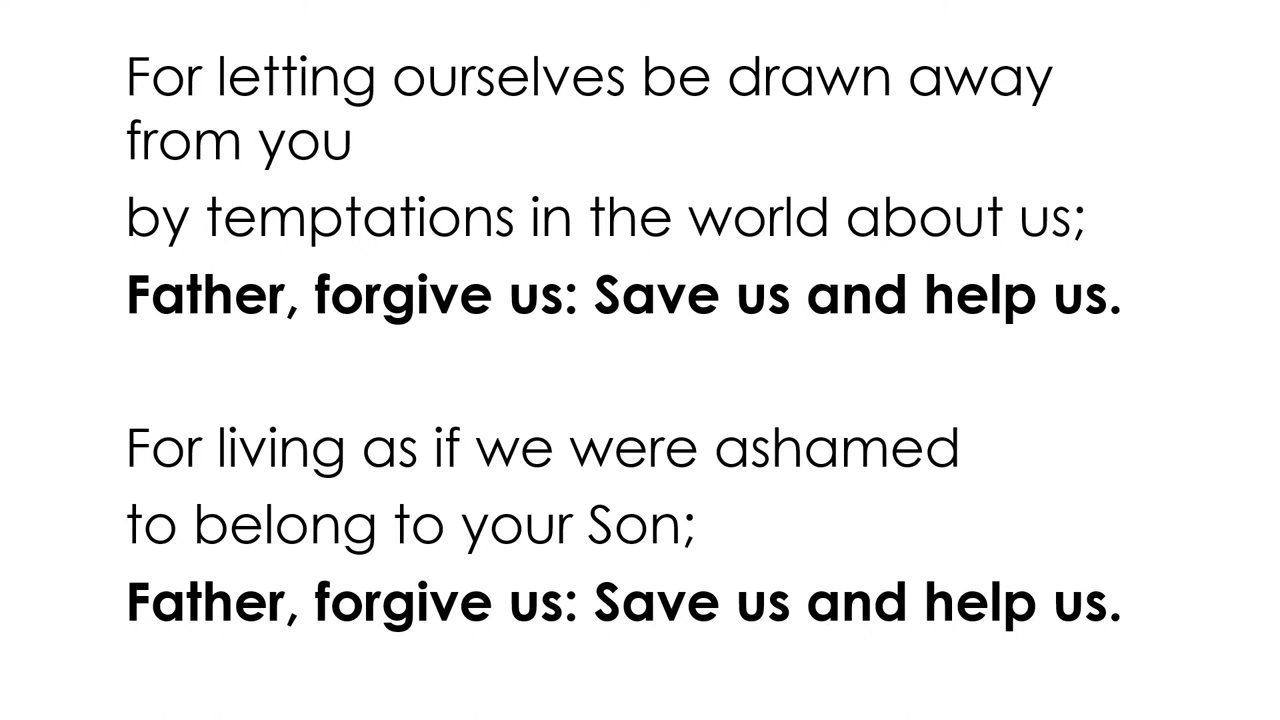 For letting ourselves be drawn away
from you
by temptations in the world about us;
Father, forgive us: Save us and help us.
For living as if we were ashamed
to belong to your Son;
Father, forgive us: Save us and help us.